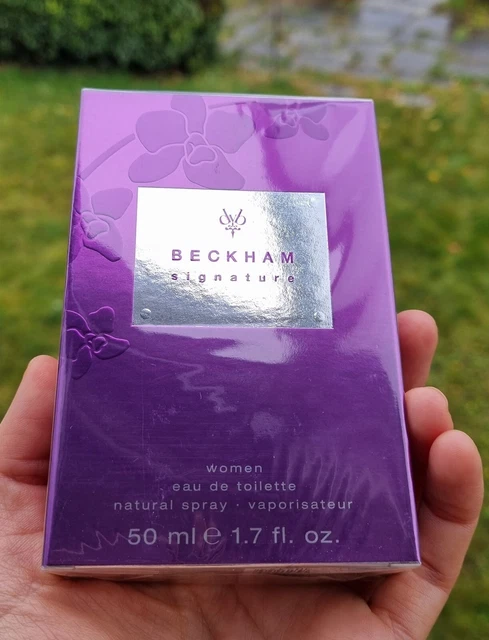 BECKHAM
signature
women
eau de toilette
natural spray · vaporisateur
50 ml ℮ 1.7 fl. oz.